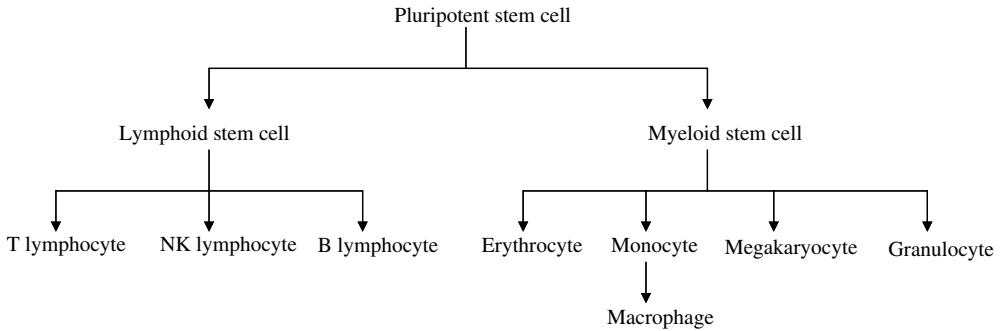 Pluripotent stem cell
Lymphoid stem cell
Myeloid stem cell
T lymphocyte
NK lymphocyte
B lymphocyte
Erythrocyte
Monocyte
Megakaryocyte
Granulocyte
Macrophage